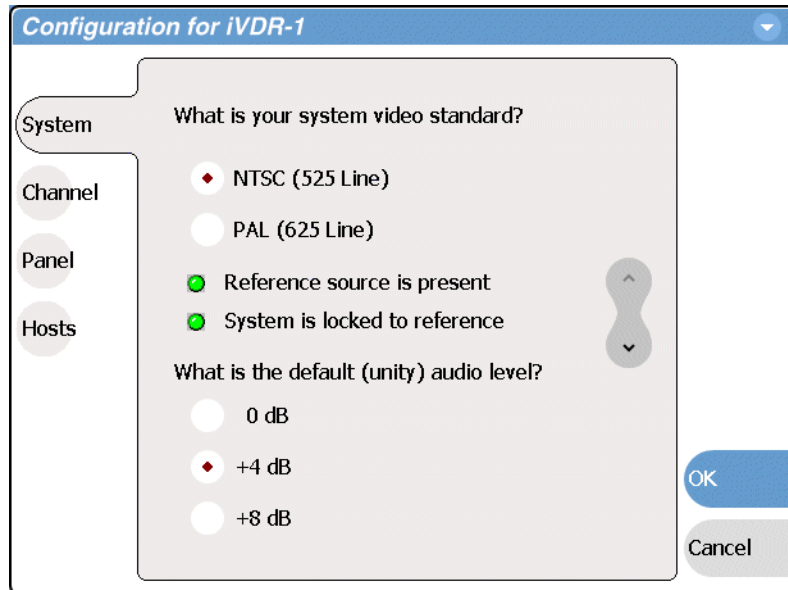 Configuration for iVDR-1
System
Channel
Panel
Hosts
What is your system video standard?
NTSC (525 Line)
PAL (625 Line)
Reference source is present
System is locked to reference
What is the default (unity) audio level?
0 dB
+4 dB
+8 dB
OK
Cancel